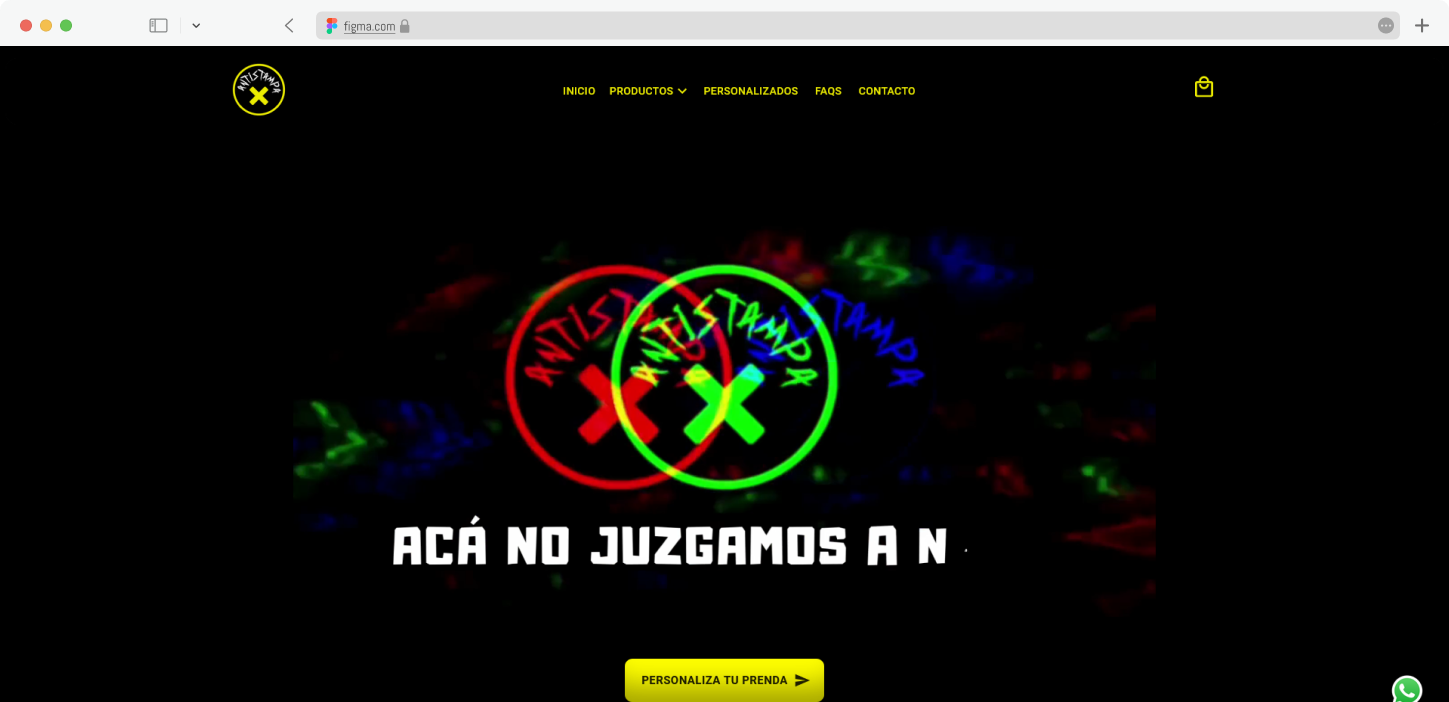 figma.com
ANTISTAMPA
INICIO PRODUCTOS PERSONALIZADOS FAQS CONTACTO
ANTISTAMPA ANTISTAMPA ANTISTAMPA
ACÁ NO JUZGAMOS A N
PERSONALIZA TU PRENDA